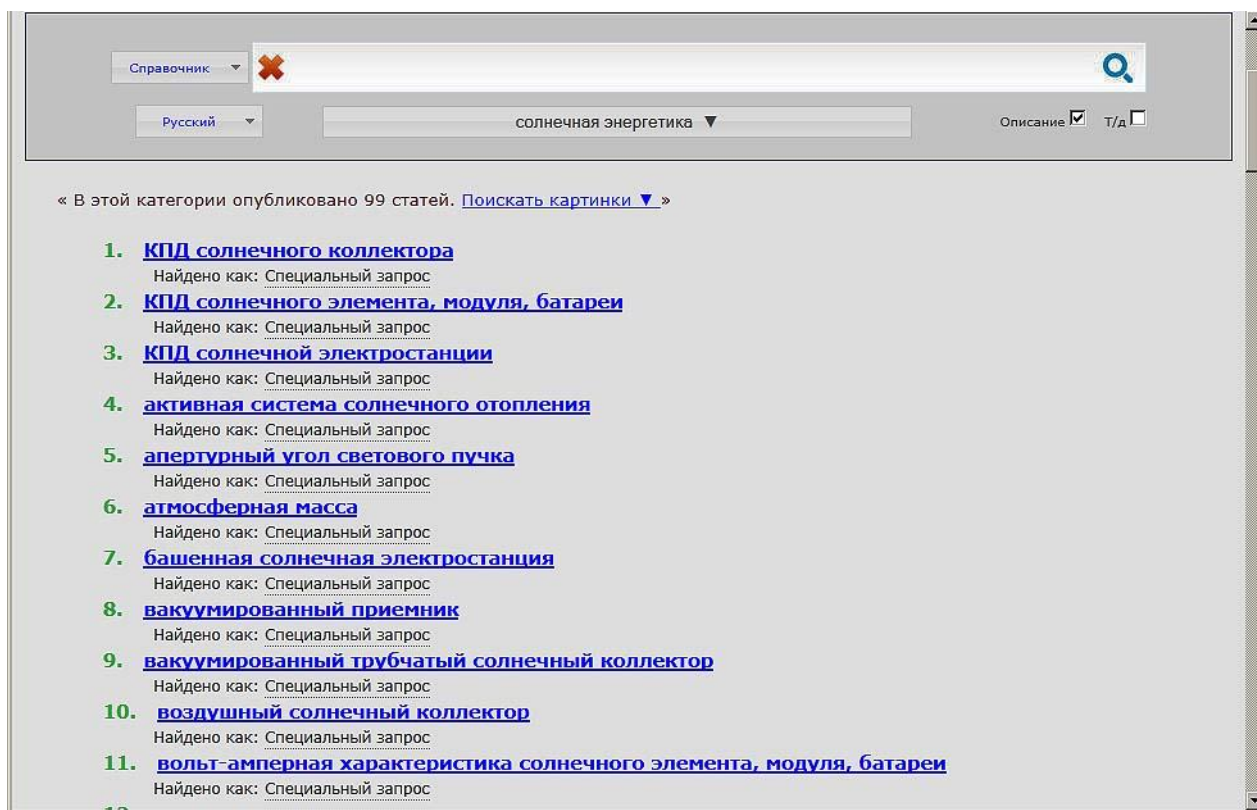 Справочник ▼
Русский ▼ солнечная энергетика ▼ Описание Т/д
« В этой категории опубликовано 99 статей. Поискать картинки ▼ »
1. КПД солнечного коллектора
Найдено как: Специальный запрос
2. КПД солнечного элемента, модуля, батареи
Найдено как: Специальный запрос
3. КПД солнечной электростанции
Найдено как: Специальный запрос
4. активная система солнечного отопления
Найдено как: Специальный запрос
5. апертурный угол светового пучка
Найдено как: Специальный запрос
6. атмосферная масса
Найдено как: Специальный запрос
7. башенная солнечная электростанция
Найдено как: Специальный запрос
8. вакуумированный приемник
Найдено как: Специальный запрос
9. вакуумированный трубчатый солнечный коллектор
Найдено как: Специальный запрос
10. воздушный солнечный коллектор
Найдено как: Специальный запрос
11. вольт-амперная характеристика солнечного элемента, модуля, батареи
Найдено как: Специальный запрос